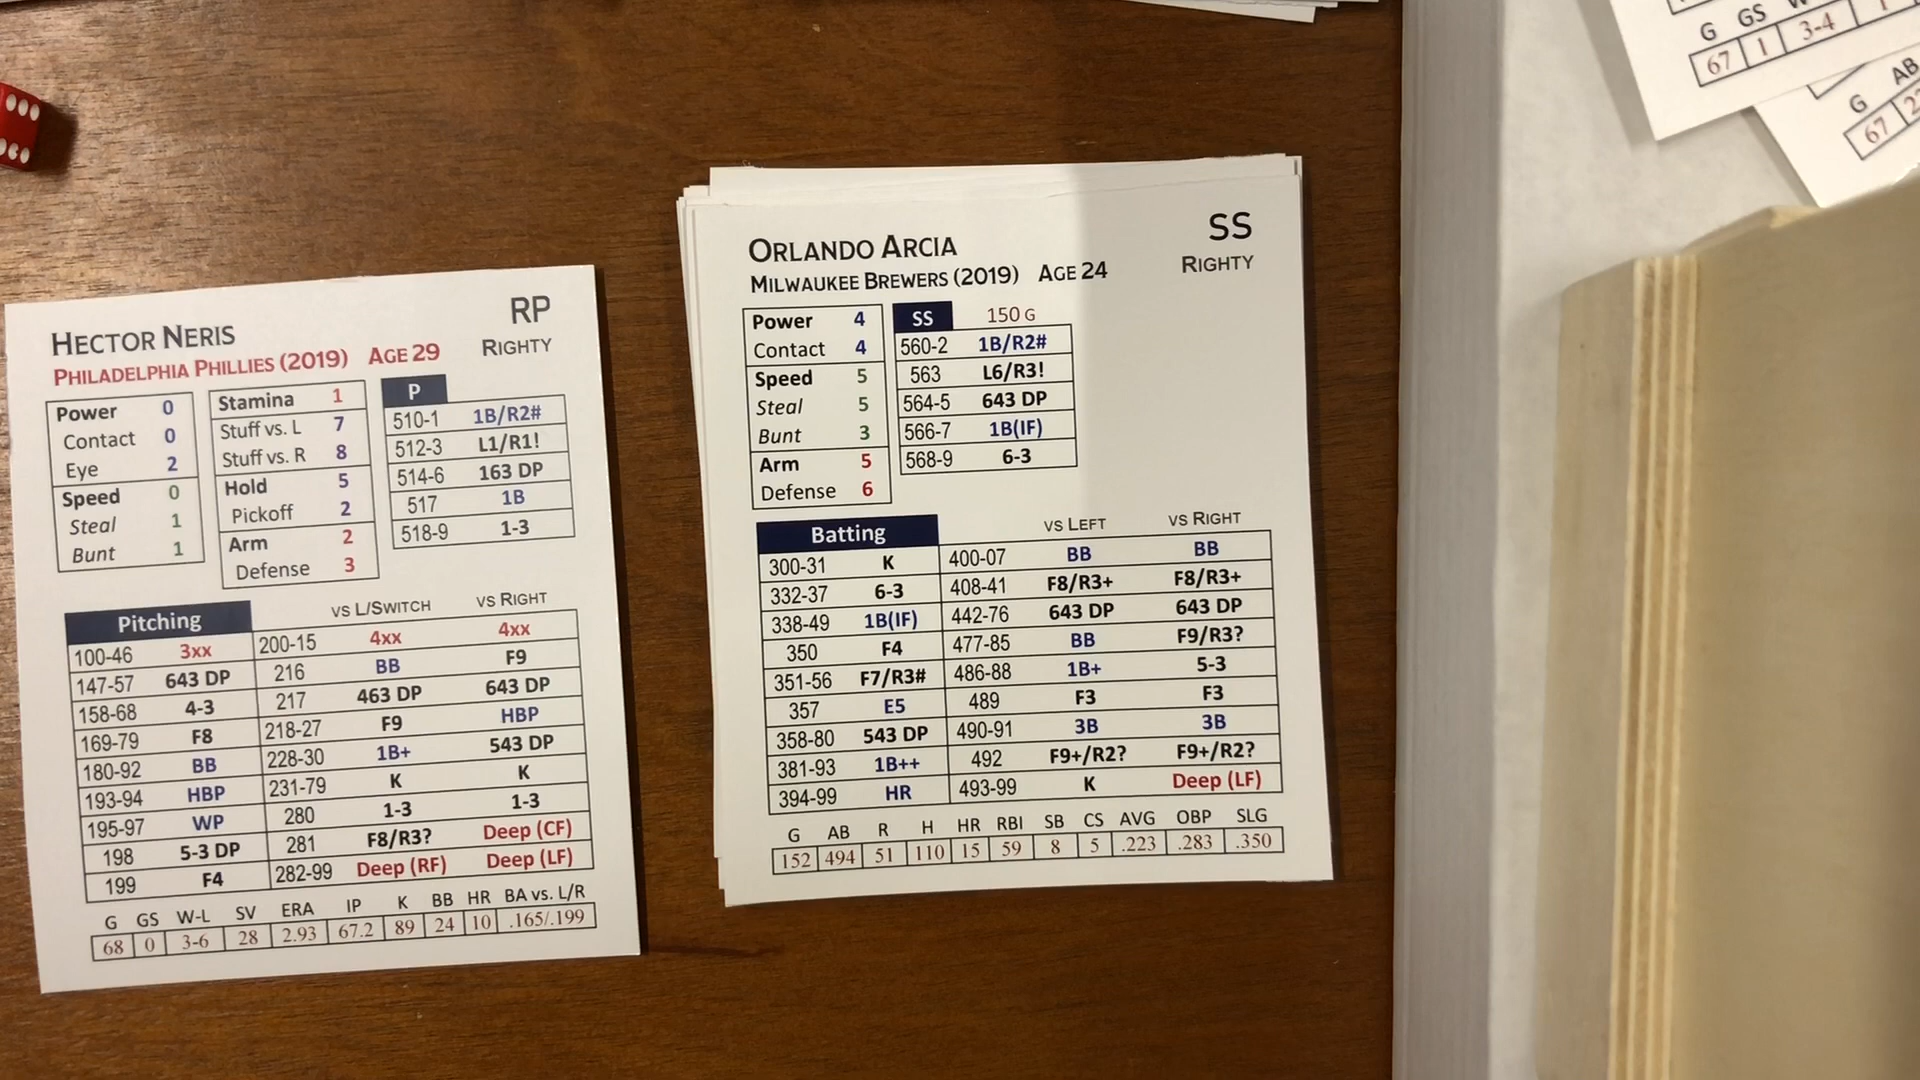 G GS W
67 1 3-4 1
G AB
67
HECTOR NERIS RP
PHILADELPHIA PHILLIES (2019) AGE 29 RIGHTY
Power 0
Contact 0
Eye 2
Speed 0
Steal 1
Bunt 1
Stamina 1
Stuff vs. L 7
Stuff vs. R 8
Hold 5
Pickoff 2
Arm 2
Defense 3
P
510-1 1B/R2#
512-3 L1/R1!
514-6 163 DP
517 1B
518-9 1-3
Pitching
100-46 3xx
147-57 643 DP
158-68 4-3
169-79 F8
180-92 BB
193-94 HBP
195-97 WP
198 5-3 DP
199 F4
VS L/SWITCH VS RIGHT
200-15 4xx 4xx
216 BB F9
217 463 DP 643 DP
218-27 F9 HBP
228-30 1B+ 543 DP
231-79 K K
280 1-3 1-3
281 F8/R3? Deep (CF)
282-99 Deep (RF) Deep (LF)
G GS W-L SV ERA IP K BB HR BA vs. L/R
68 0 3-6 28 2.93 67.2 89 24 10 .165/.199
ORLANDO ARCIA SS
MILWAUKEE BREWERS (2019) AGE 24 RIGHTY
Power 4
Contact 4
Speed 5
Steal 5
Bunt 3
Arm 5
Defense 6
SS 150 G
560-2 1B/R2#
563 L6/R3!
564-5 643 DP
566-7 1B(IF)
568-9 6-3
Batting
300-31 K
332-37 6-3
338-49 1B(IF)
350 F4
351-56 F7/R3#
357 E5
358-80 543 DP
381-93 1B++
394-99 HR
VS LEFT VS RIGHT
400-07 BB BB
408-41 F8/R3+ F8/R3+
442-76 643 DP 643 DP
477-85 BB F9/R3?
486-88 1B+ 5-3
489 F3 F3
490-91 3B 3B
492 F9+/R2? F9+/R2?
493-99 K Deep (LF)
G AB R H HR RBI SB CS AVG OBP SLG
152 494 51 110 15 59 8 5 .223 .283 .350